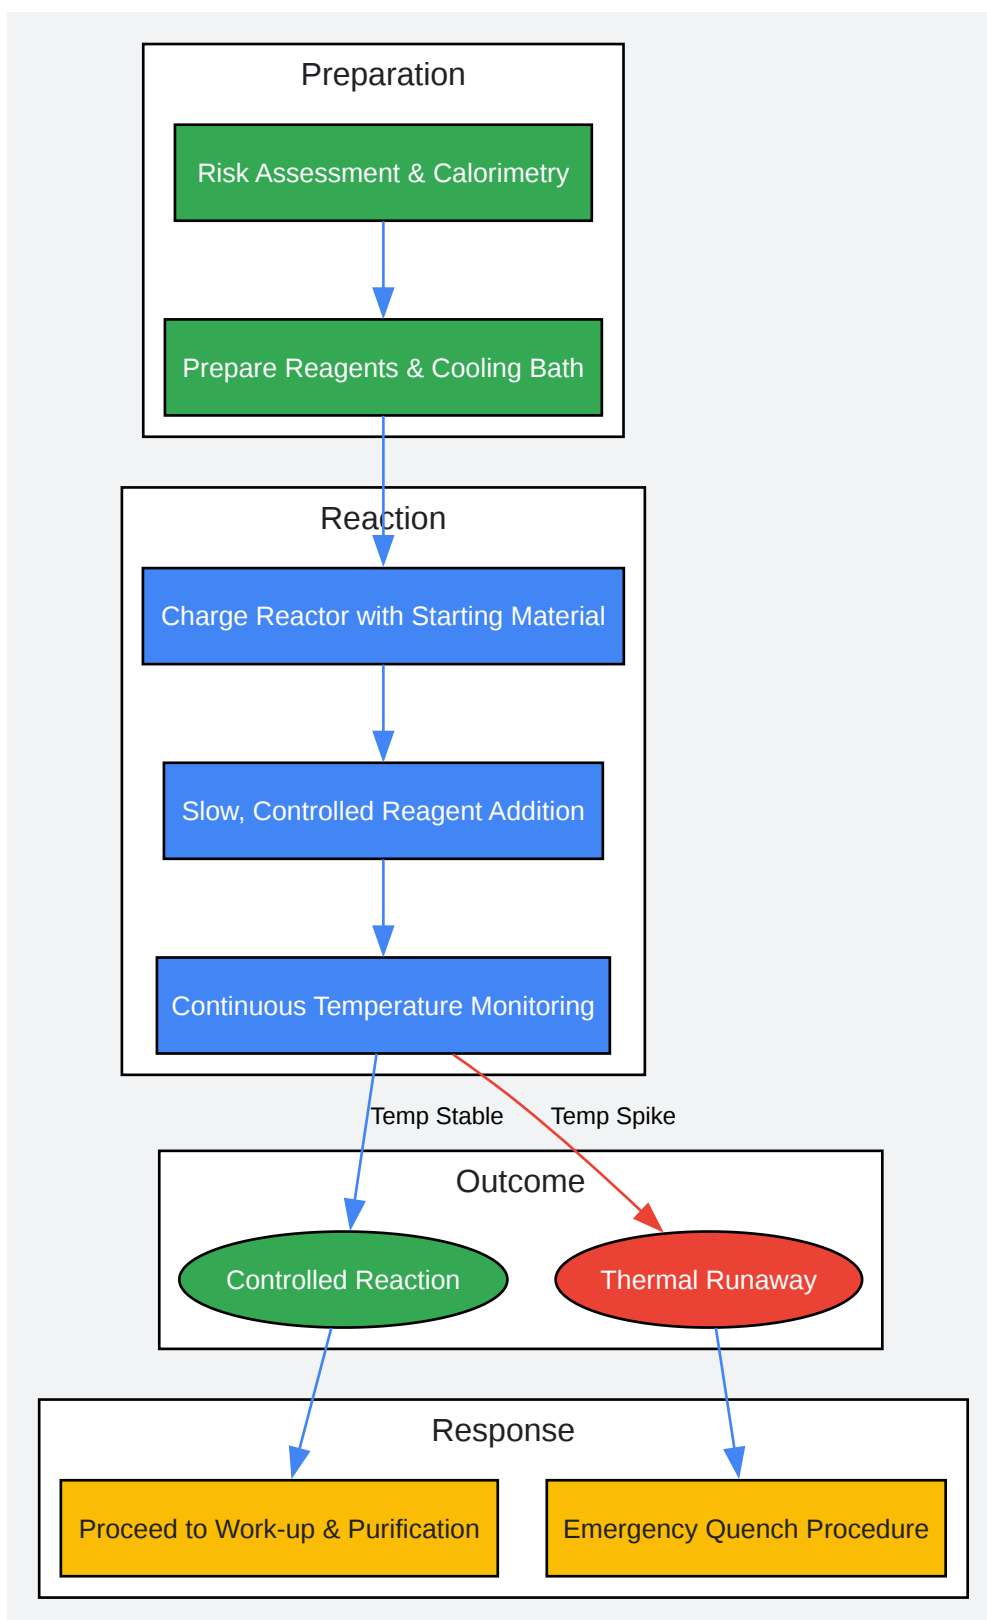 Preparation
Risk Assessment & Calorimetry
Prepare Reagents & Cooling Bath
Reaction
Charge Reactor with Starting Material
Slow, Controlled Reagent Addition
Continuous Temperature Monitoring
Temp Stable
Temp Spike
Outcome
Controlled Reaction
Thermal Runaway
Response
Proceed to Work-up & Purification
Emergency Quench Procedure